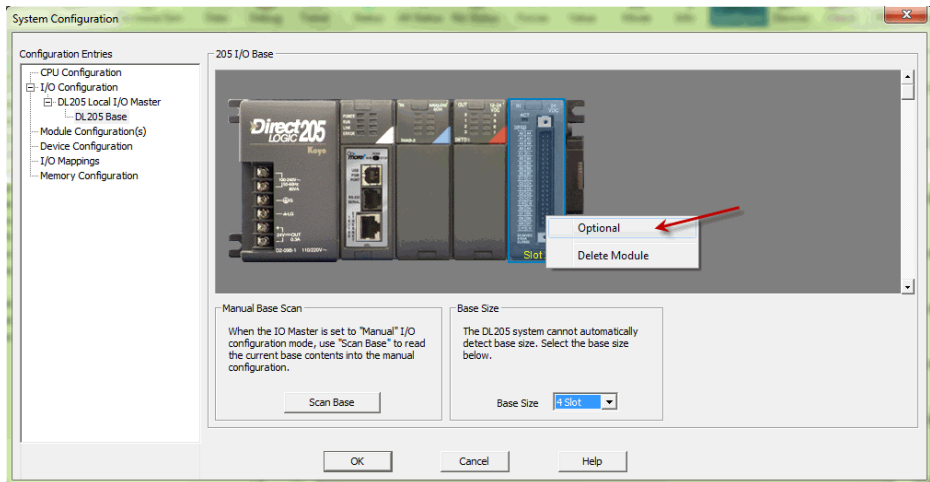 System Configuration
Configuration Entries
CPU Configuration
I/O Configuration
DL205 Local I/O Master
DL205 Base
Module Configuration(s)
Device Configuration
I/O Mappings
Memory Configuration
205 I/O Base
Direct 205
LOGIC
Koyo
Slot
Optional
Delete Module
Manual Base Scan
When the IO Master is set to "Manual" I/O
configuration mode, use "Scan Base" to read
the current base contents into the manual
configuration.
Scan Base
Base Size
The DL205 system cannot automatically
detect base size. Select the base size
below.
Base Size 4 Slot
OK Cancel Help